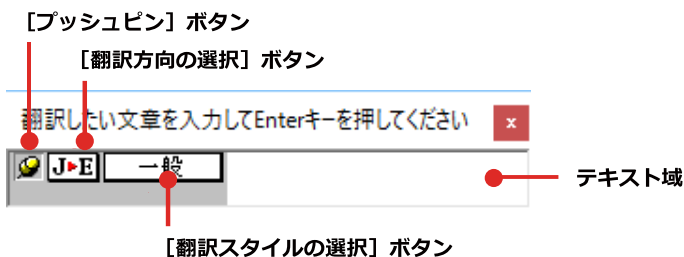 ［プッシュピン］ボタン
［翻訳方向の選択］ボタン
翻訳したい文章を入力してEnterキーを押してください
x
J▶E
一般
テキスト域
［翻訳スタイルの選択］ボタン